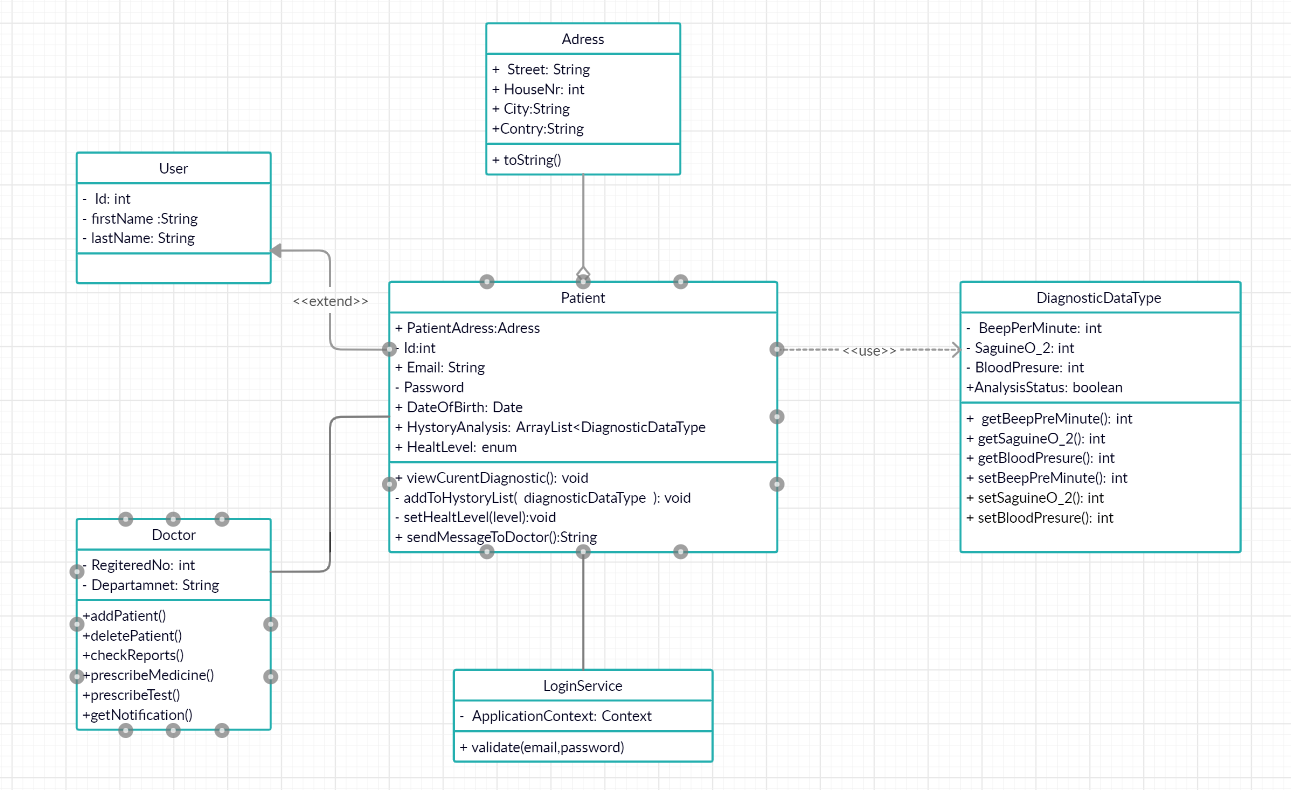 Adress
+ Street: String
+ HouseNr: int
+ City:String
+Contry:String
+ toString()
User
- Id: int
- firstName :String
- lastName: String
<<extend>>
Patient
+ PatientAdress:Adress
- Id:int
+ Email: String
- Password
+ DateOfBirth: Date
+ HystoryAnalysis: ArrayList<DiagnosticDataType
+ HealtLevel: enum
+ viewCurentDiagnostic(): void
- addToHystoryList( diagnosticDataType ): void
- setHealtLevel(level):void
+ sendMessageToDoctor():String
<<use>>
DiagnosticDataType
- BeepPerMinute: int
- SaguineO_2: int
- BloodPresure: int
+AnalysisStatus: boolean
+ getBeepPreMinute(): int
+ getSaguineO_2(): int
+ getBloodPresure(): int
+ setBeepPreMinute(): int
+ setSaguineO_2(): int
+ setBloodPresure(): int
Doctor
- RegiteredNo: int
- Departamnet: String
+addPatient()
+deletePatient()
+checkReports()
+prescribeMedicine()
+prescribeTest()
+getNotification()
LoginService
- ApplicationContext: Context
+ validate(email,password)